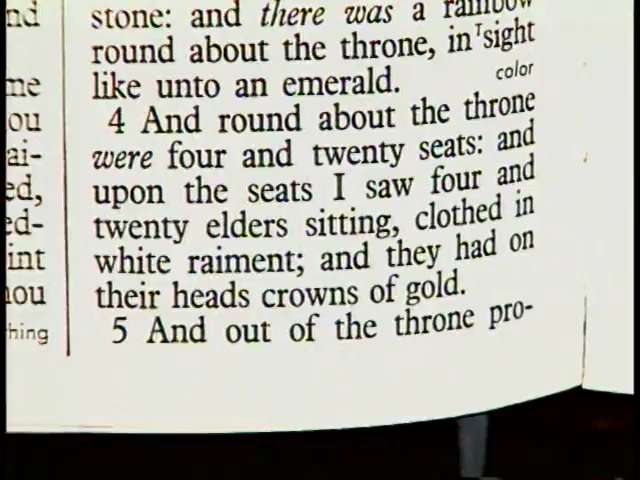 nd
me
ou
ai-
ed,
ed-
int
hou
hing
stone: and there was a rainbow
round about the throne, in sight
like unto an emerald.
color
4 And round about the throne
were four and twenty seats: and
upon the seats I saw four and
twenty elders sitting, clothed in
white raiment; and they had on
their heads crowns of gold.
5 And out of the throne pro-